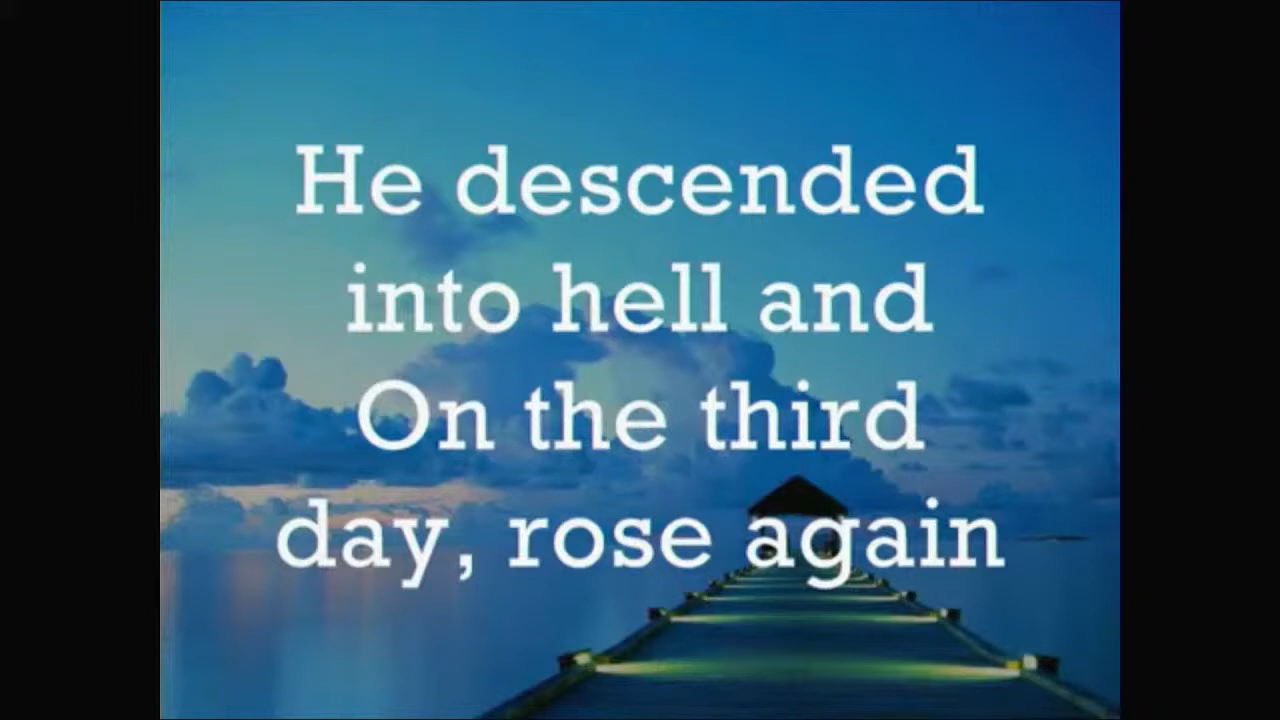 He descended
into hell and
On the third
day, rose again